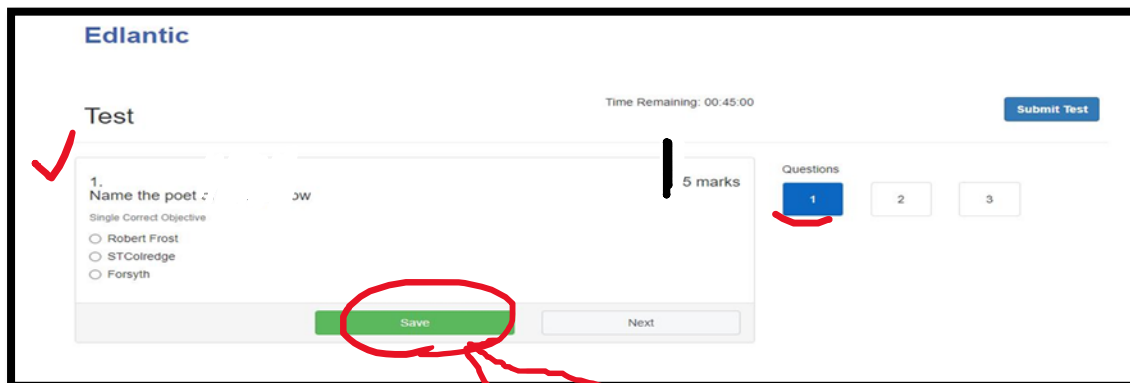 Edlantic
Time Remaining: 00:45:00
Submit Test
Test
1.
5 marks
Name the poet
Single Correct Objective
Robert Frost
STColredge
Forsyth
Save
Next
Questions
1
2
3